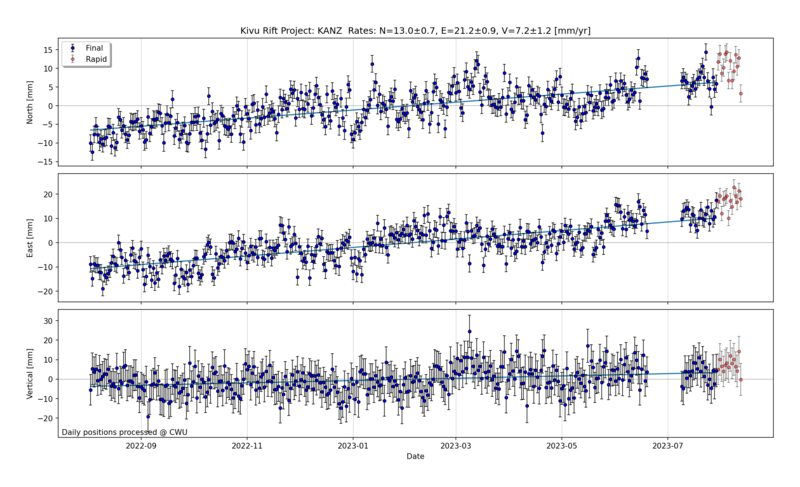 Kivu Rift Project: KANZ Rates: N=13.0±0.7, E=21.2±0.9, V=7.2±1.2 [mm/yr]
Final
Rapid
15
10
5
0
−5
−10
−15
North [mm]
20
10
0
−10
−20
East [mm]
30
20
10
0
−10
−20
Vertical [mm]
Daily positions processed @ CWU
2022-09 2022-11 2023-01 2023-03 2023-05 2023-07
Date